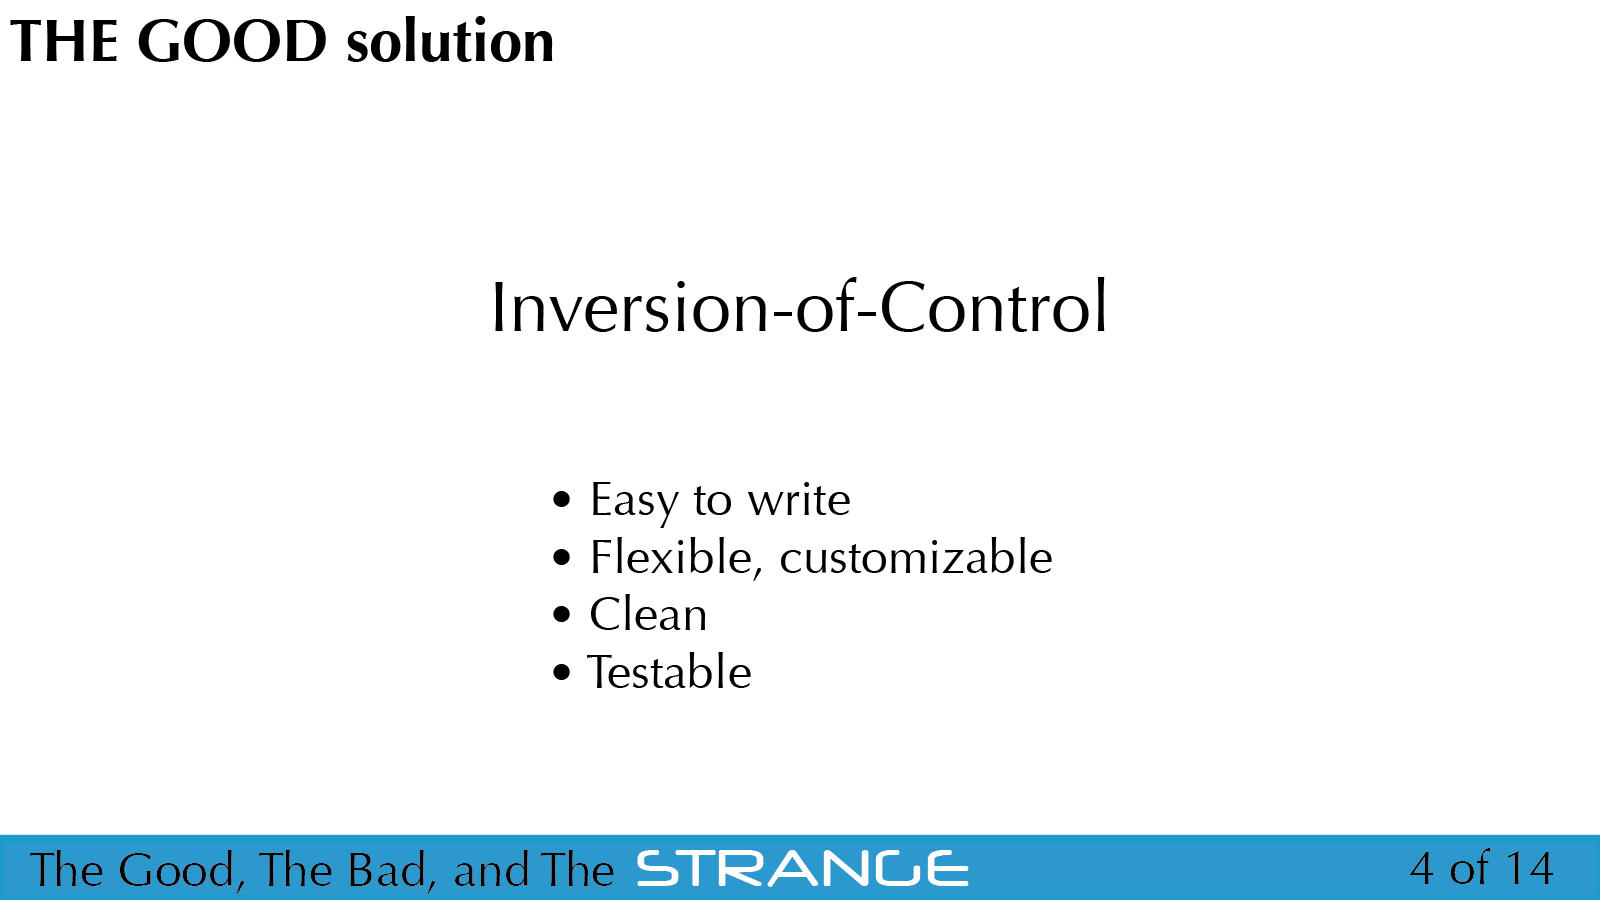 THE GOOD solution
Inversion-of-Control
• Easy to write
• Flexible, customizable
• Clean
• Testable
The Good, The Bad, and The STRANGE 4 of 14